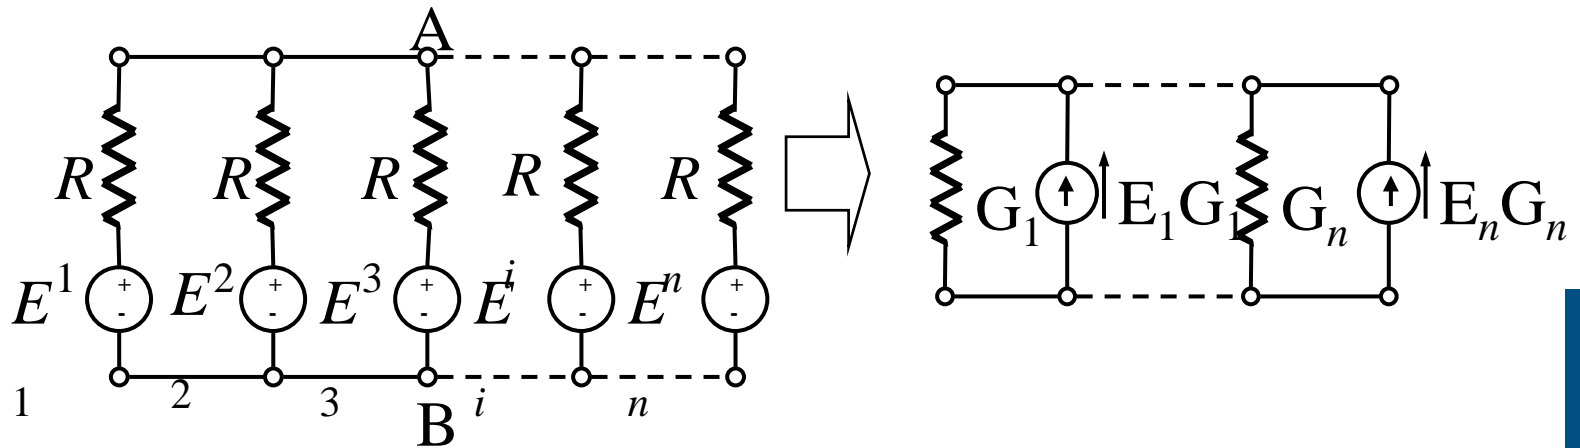 A
R R R R R
G₁ E₁G₁ Gₙ EₙGₙ
+ + + + +
E¹ E² E³ Eⁱ Eⁿ
- - - - -
1 2 3 i n
B